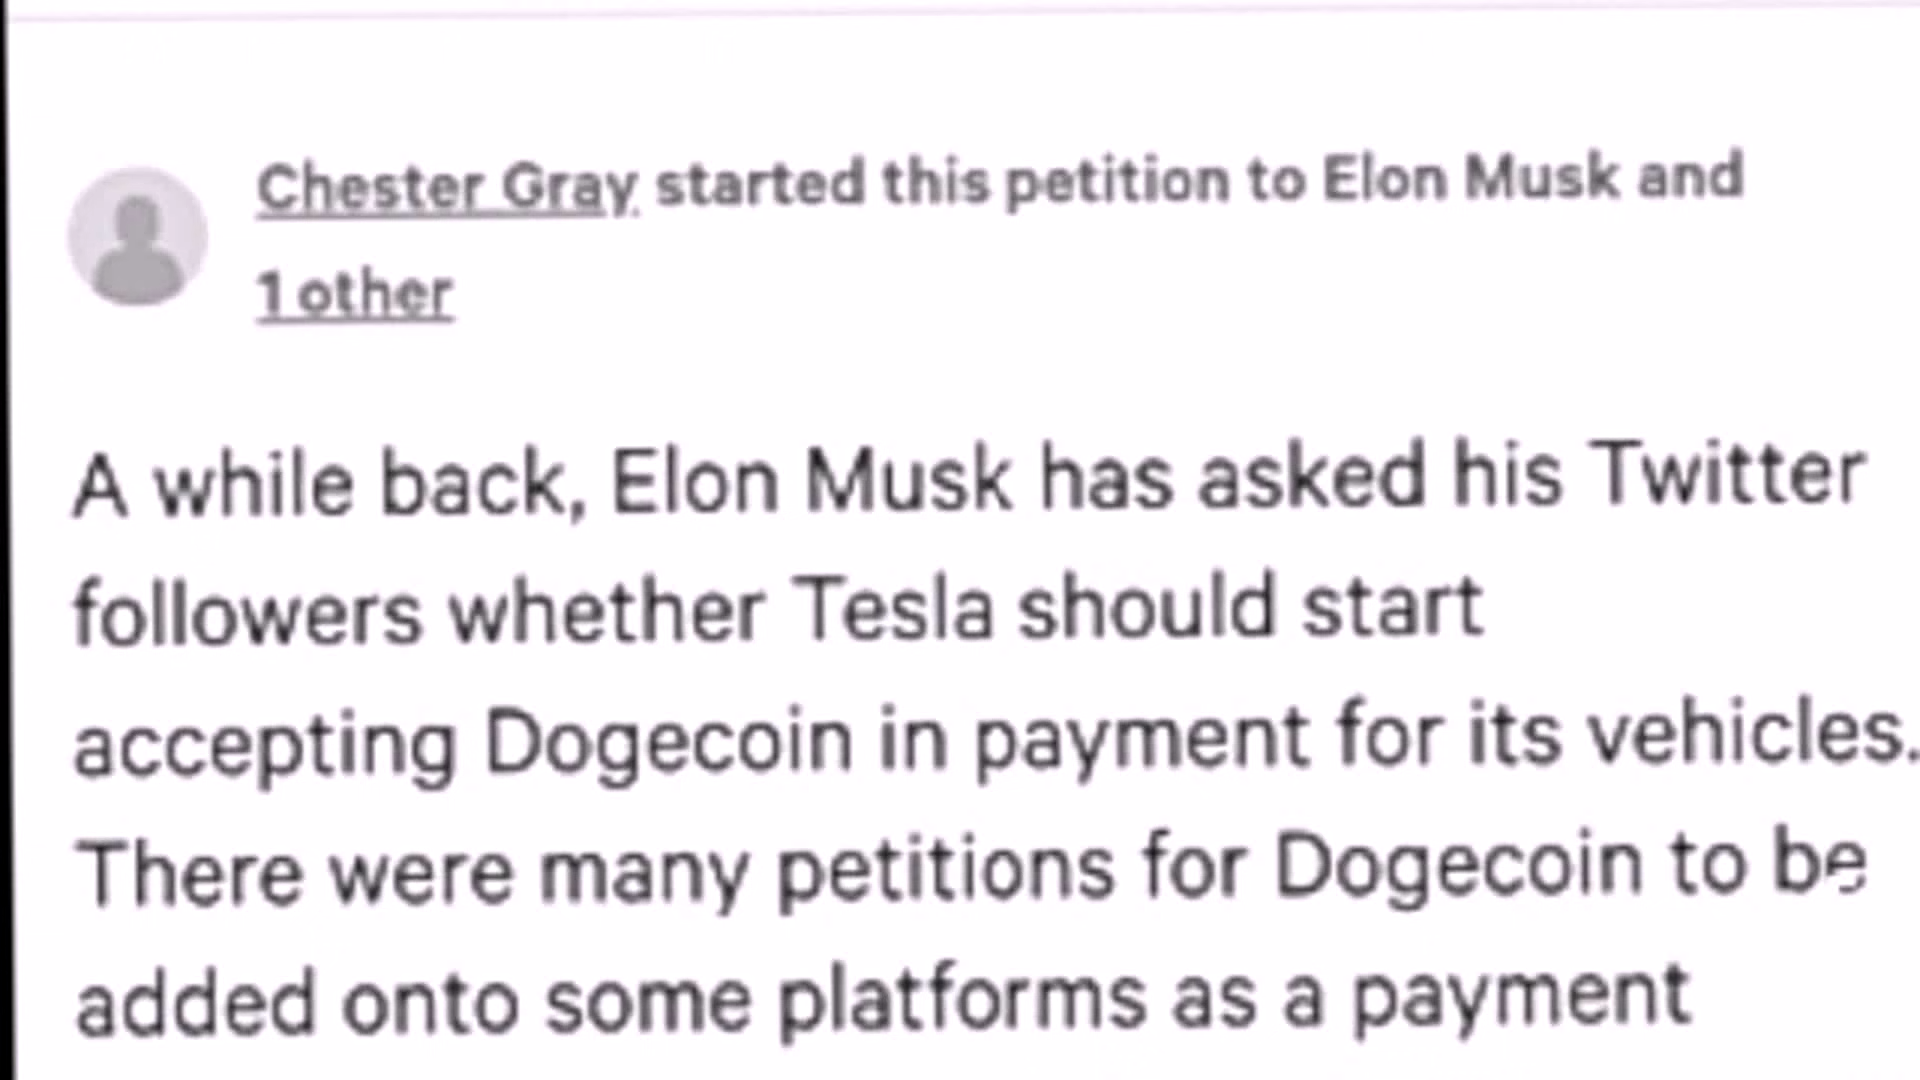 Chester Gray started this petition to Elon Musk and
1 other
A while back, Elon Musk has asked his Twitter
followers whether Tesla should start
accepting Dogecoin in payment for its vehicles.
There were many petitions for Dogecoin to be
added onto some platforms as a payment